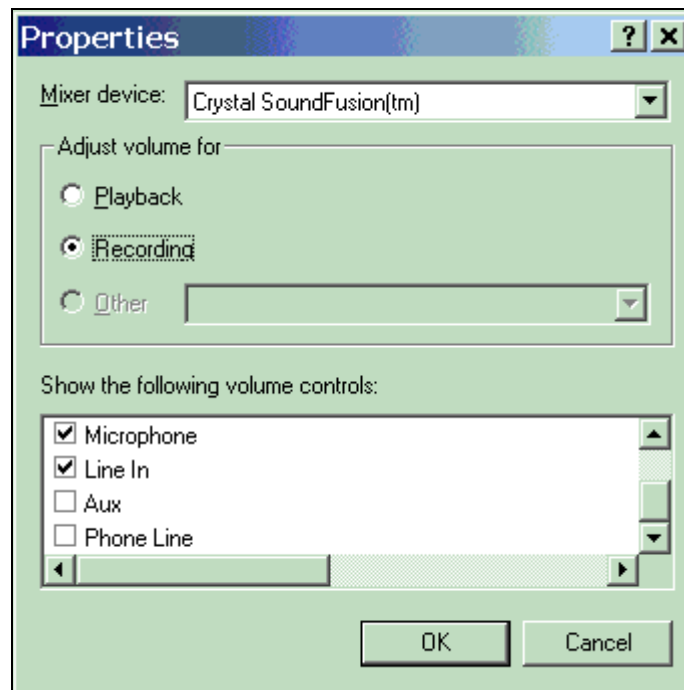 Properties
Mixer device: Crystal SoundFusion(tm)
Adjust volume for
Playback
Recording
Other
Show the following volume controls:
Microphone
Line In
Aux
Phone Line
OK Cancel